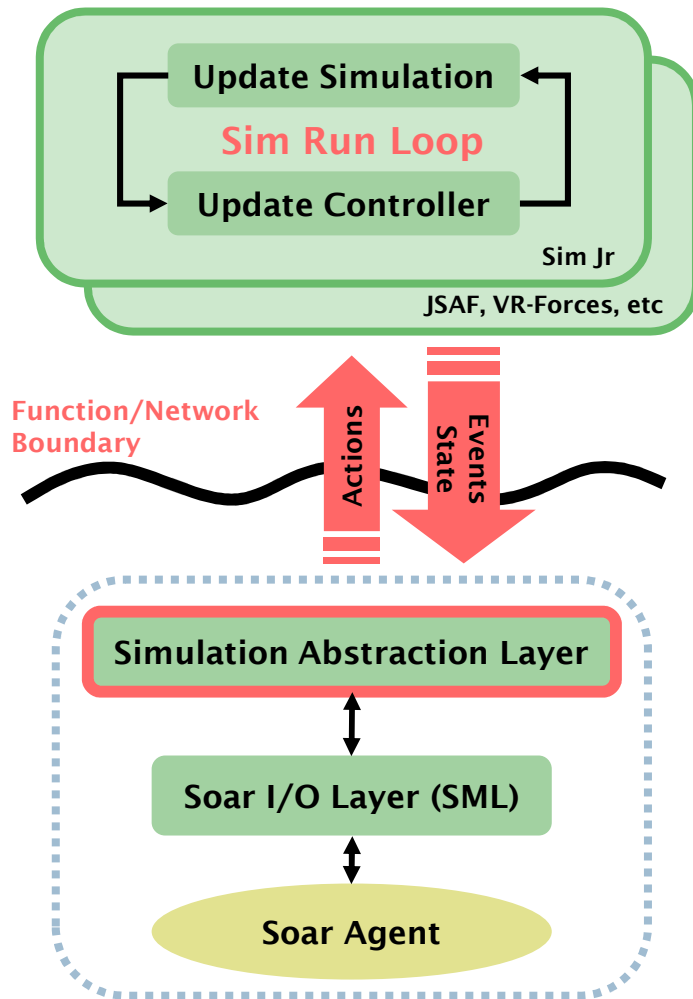 Update Simulation
Sim Run Loop
Update Controller
Sim Jr
JSAF, VR-Forces, etc
Function/Network
Boundary
Actions
Events
State
Simulation Abstraction Layer
Soar I/O Layer (SML)
Soar Agent